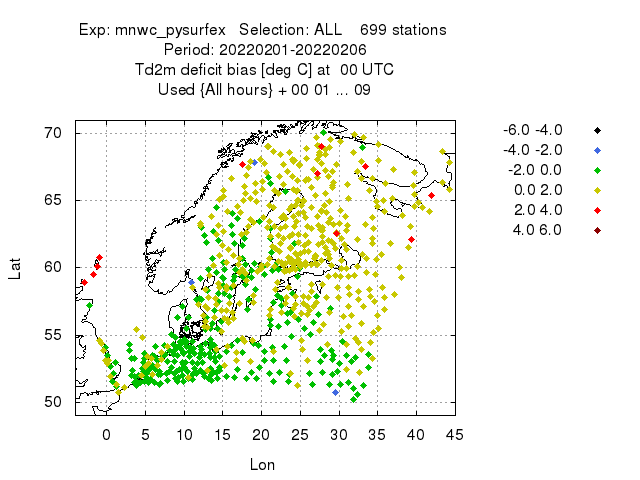 Exp: mnwc_pysurfex Selection: ALL 699 stations
Period: 20220201-20220206
Td2m deficit bias [deg C] at 00 UTC
Used {All hours} + 00 01 ... 09
70
65
60
55
50
Lat
0 5 10 15 20 25 30 35 40 45
Lon
-6.0 -4.0
-4.0 -2.0
-2.0 0.0
0.0 2.0
2.0 4.0
4.0 6.0